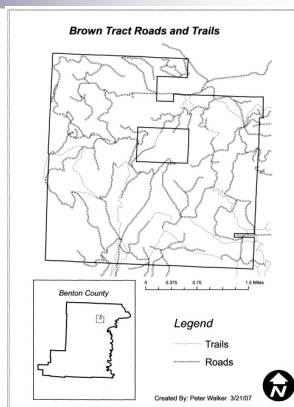 Brown Tract Roads and Trails
0 0.375 0.75 1.5 Miles
Benton County
Legend
Trails
Roads
Created By: Peter Walker 3/21/07
N